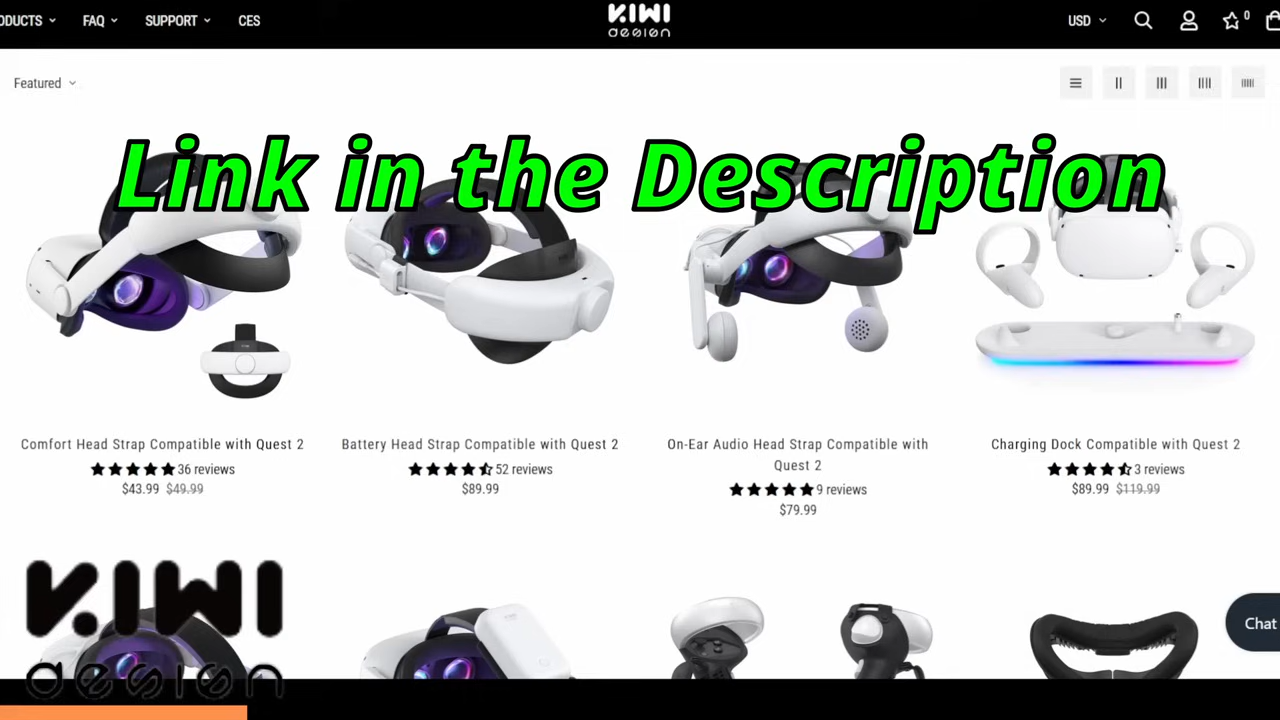 ODUCTS
FAQ
SUPPORT
CES
KIWI
design
USD
0
Featured
Link in the Description
Comfort Head Strap Compatible with Quest 2
36 reviews
$43.99 $49.99
Battery Head Strap Compatible with Quest 2
52 reviews
$89.99
On-Ear Audio Head Strap Compatible with
Quest 2
9 reviews
$79.99
Charging Dock Compatible with Quest 2
3 reviews
$89.99 $119.99
KIWI
design
Chat